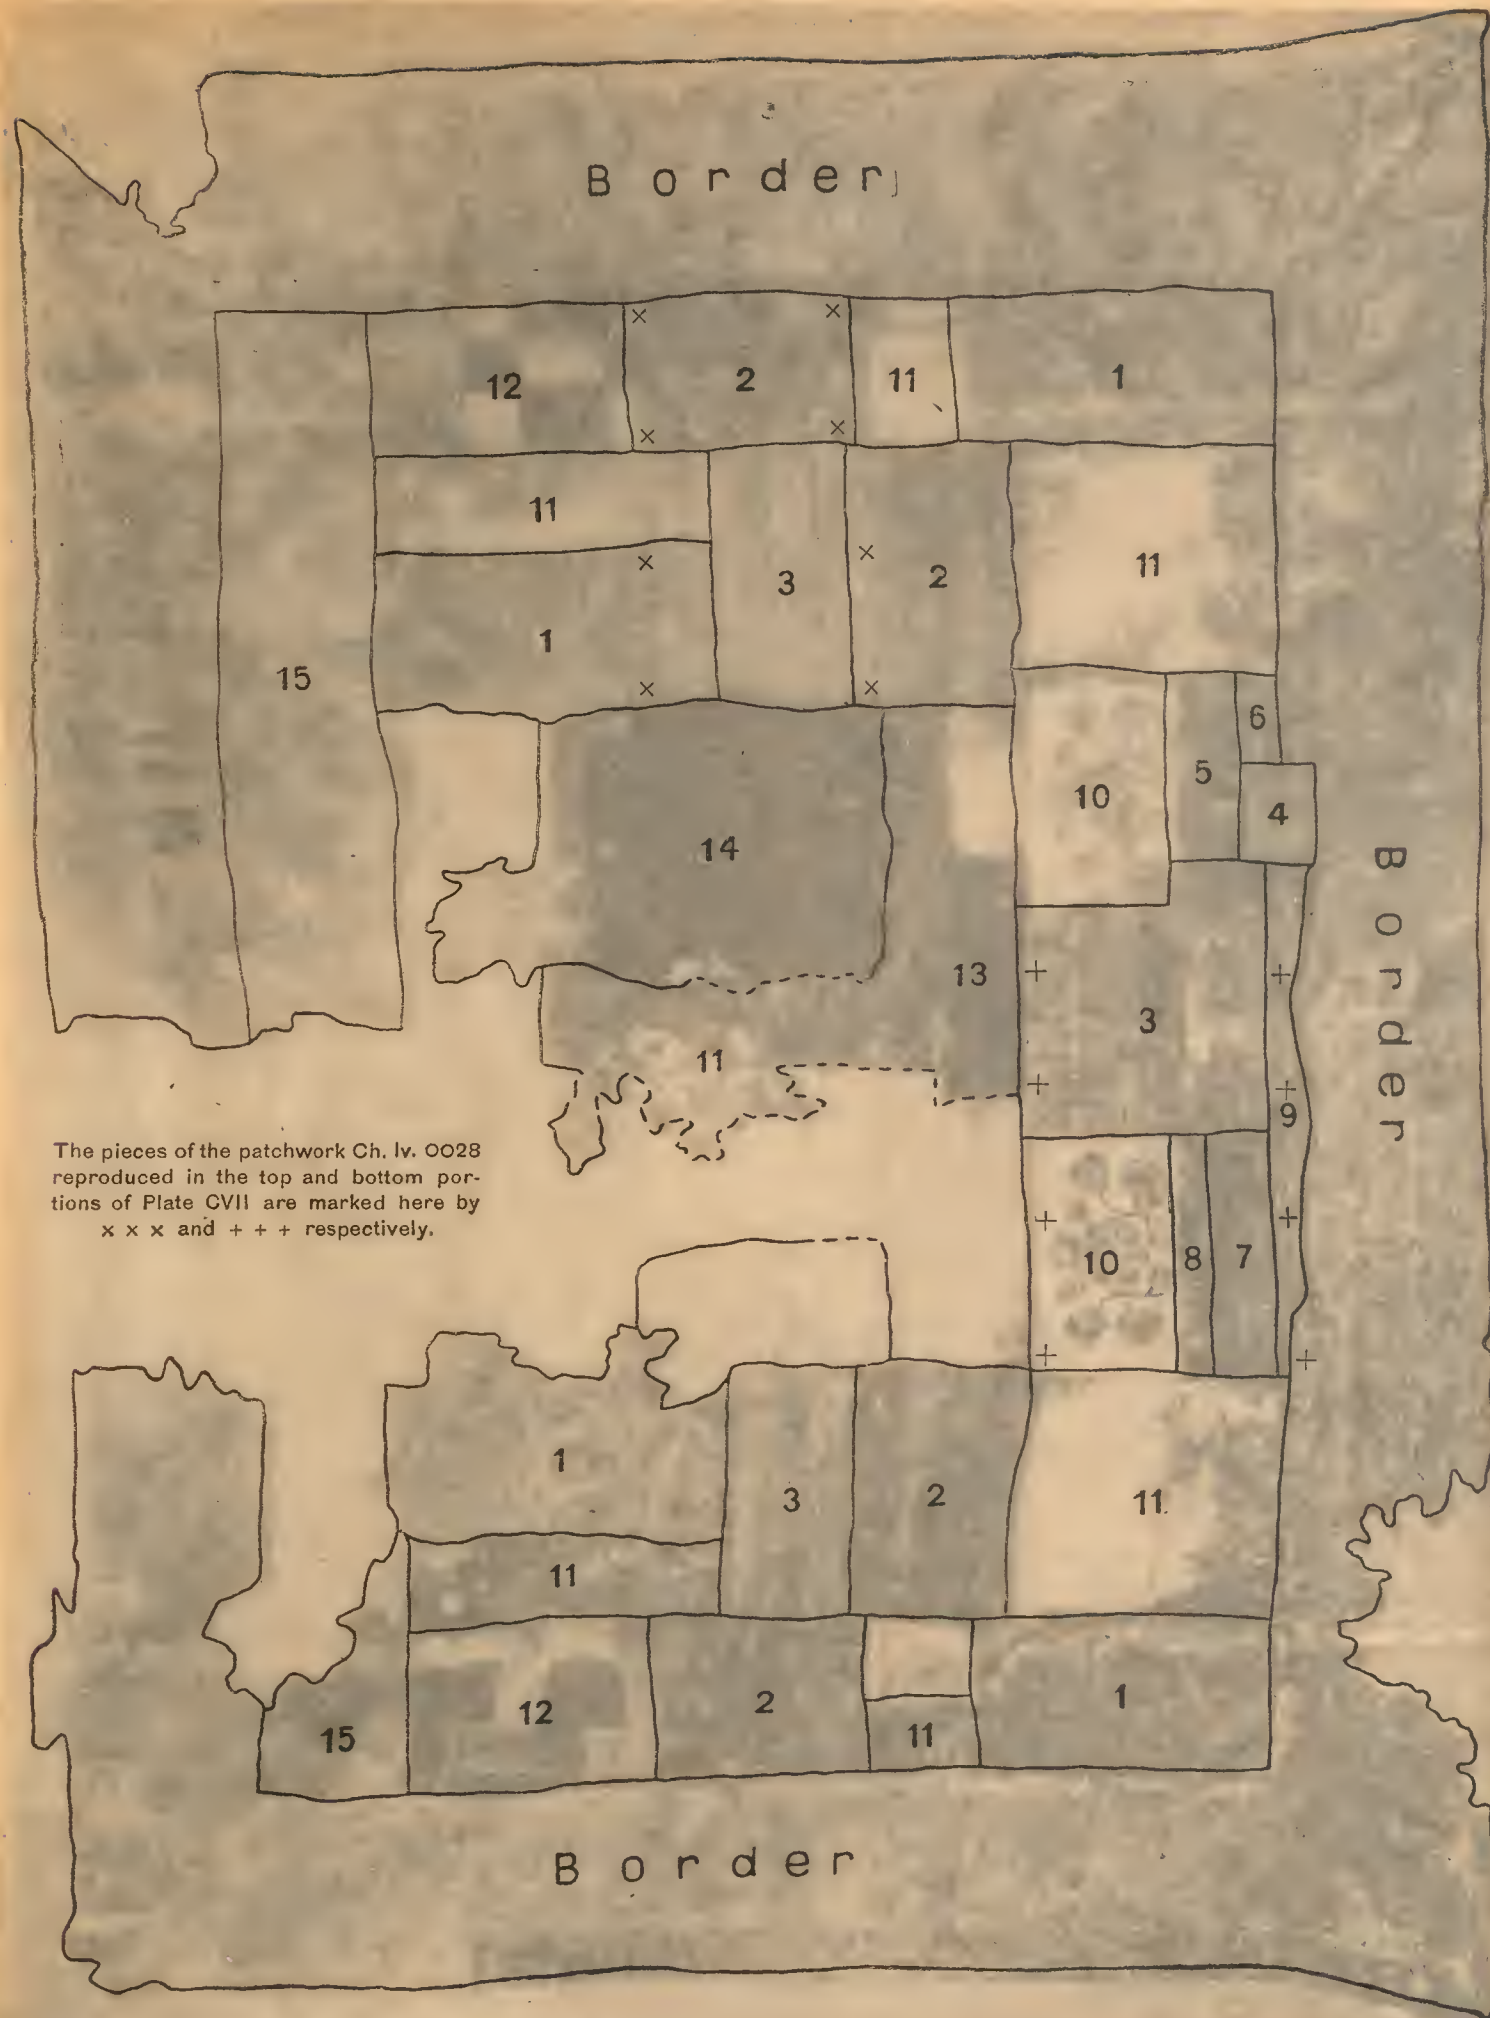 Border
12 2 11 1
11
3 2 11
1
15
6
5
10 4
14
13
3
11
9
Border
The pieces of the patchwork Ch. lv. 0028
reproduced in the top and bottom por-
tions of Plate CVII are marked here by
x x x and + + + respectively.
10 8 7
1
3 2 11.
11
12 2 1
15 11
Border